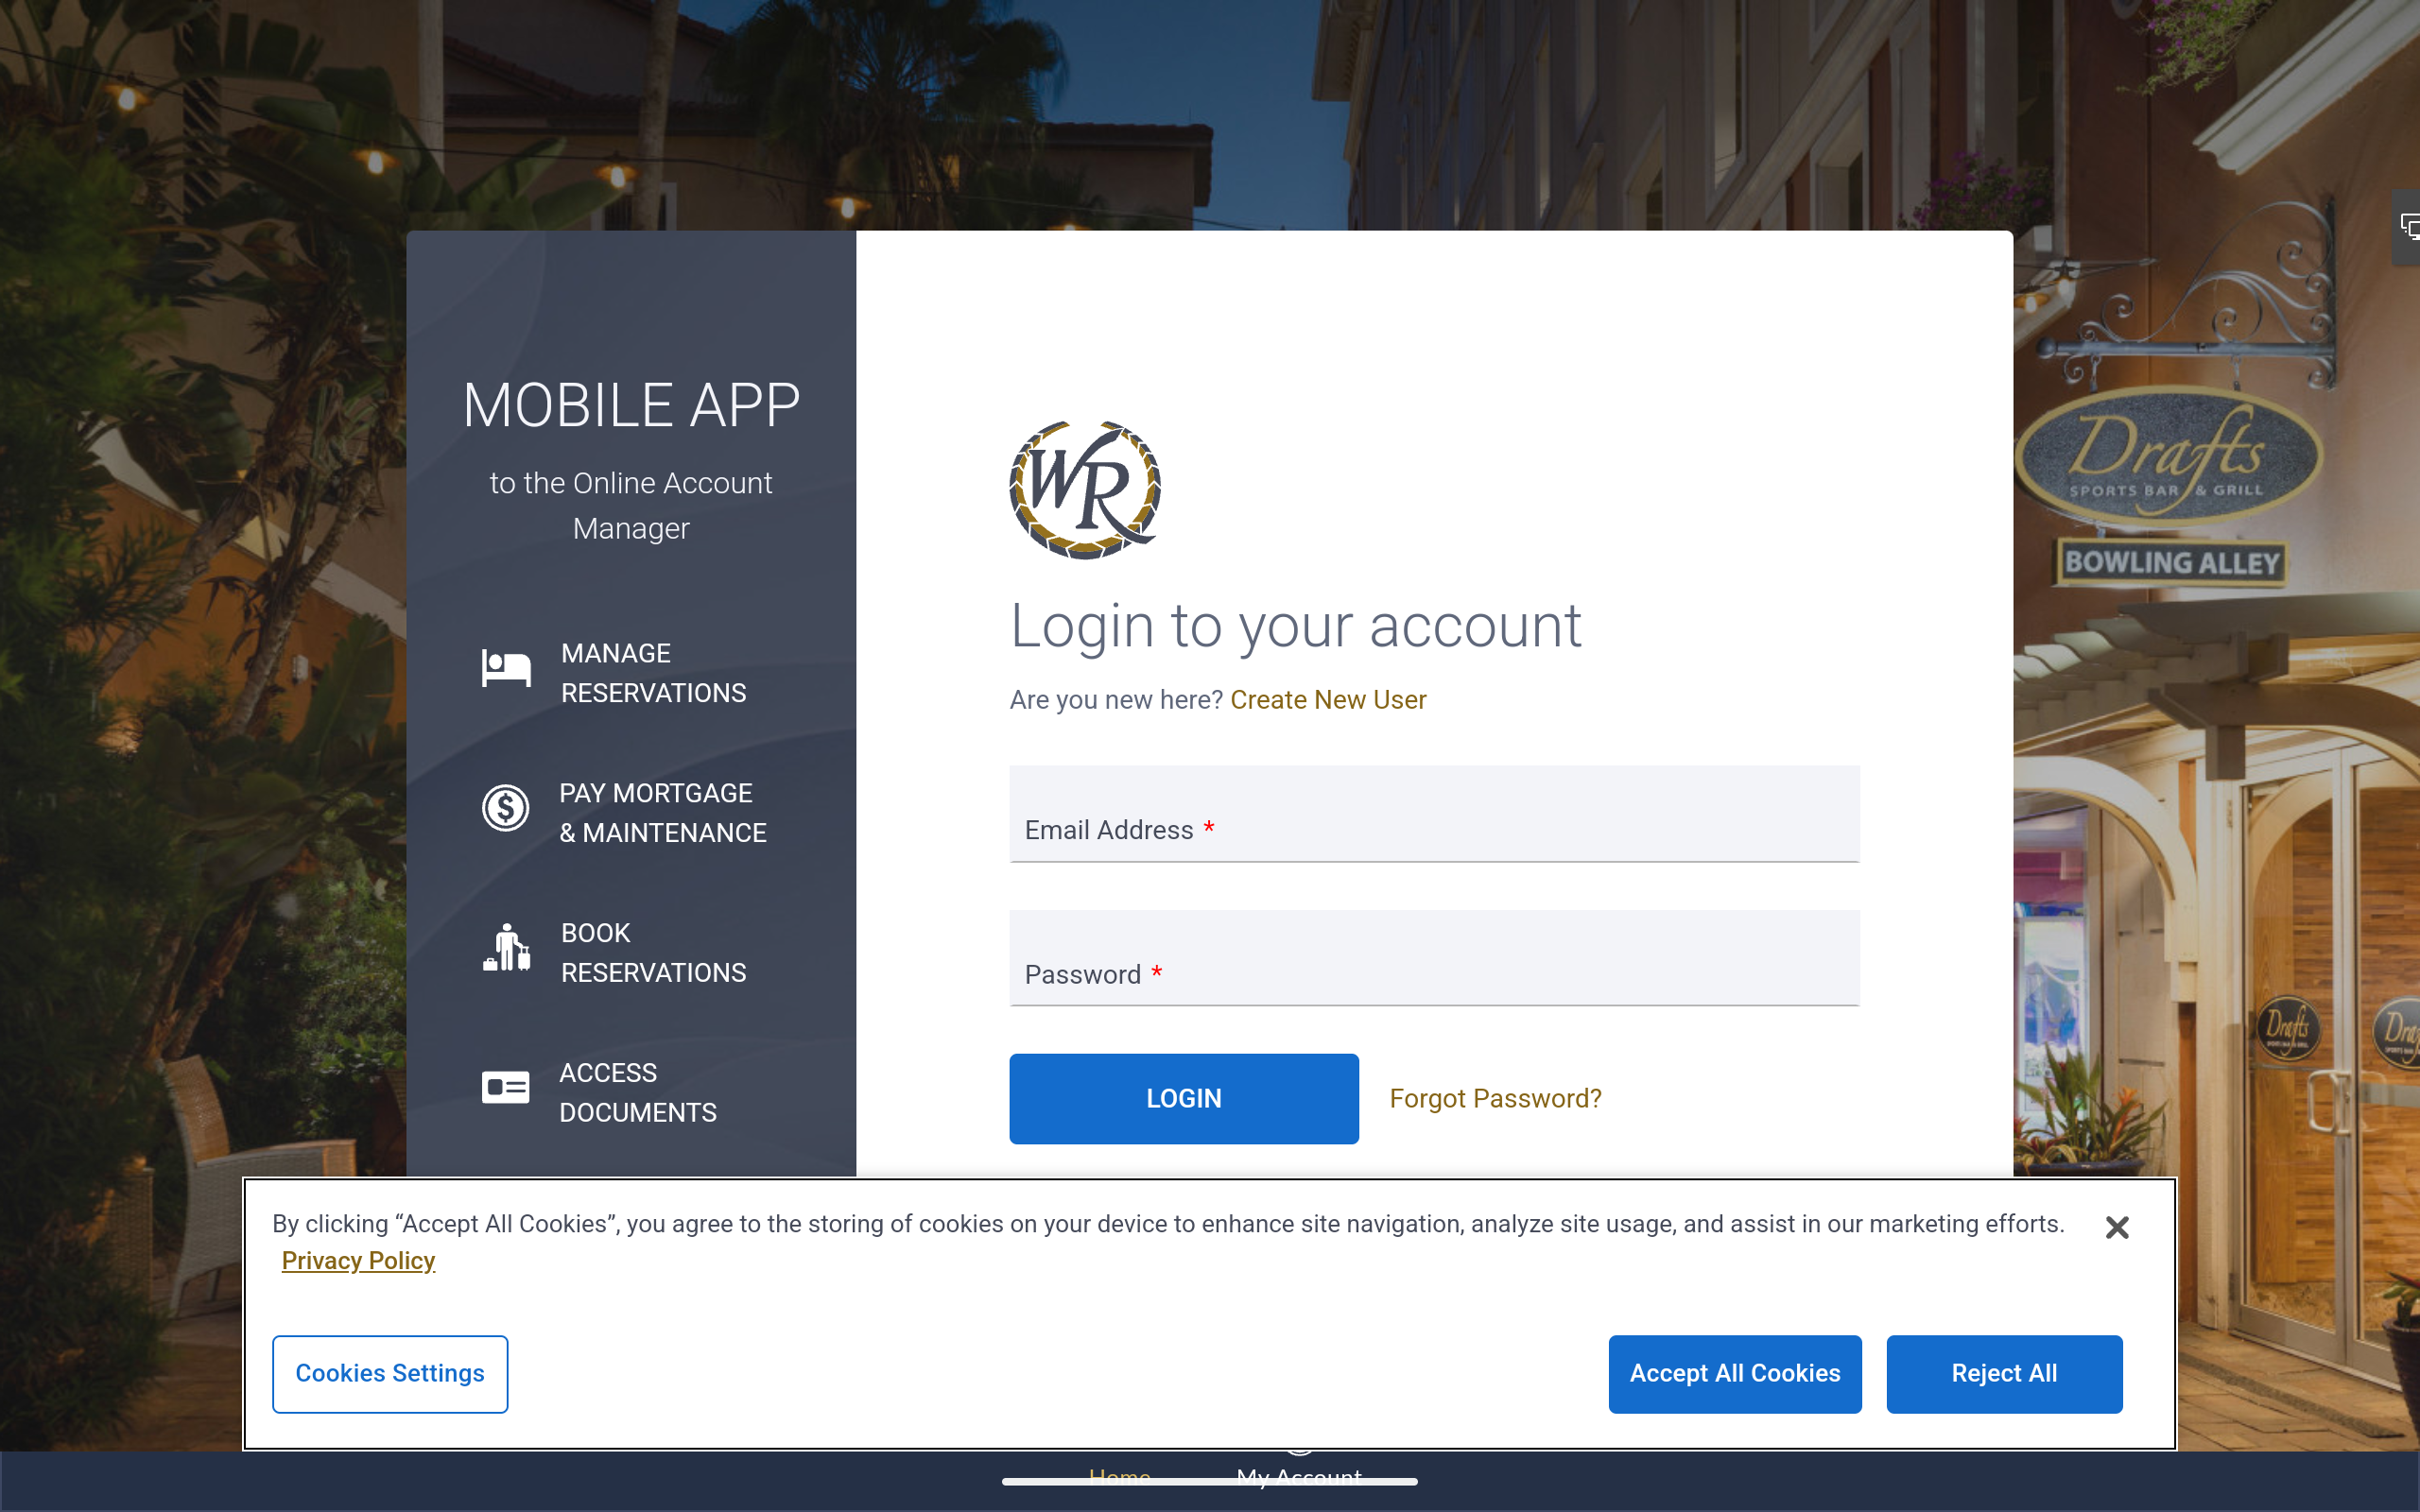 MOBILE APP
to the Online Account
Manager
MANAGE
RESERVATIONS
PAY MORTGAGE
& MAINTENANCE
BOOK
RESERVATIONS
ACCESS
DOCUMENTS
WR
Login to your account
Are you new here? Create New User
Email Address *
Password *
LOGIN
Forgot Password?
Drafts
SPORTS BAR & GRILL
BOWLING ALLEY
Drafts
SPORTS BAR & GRILL
By clicking “Accept All Cookies”, you agree to the storing of cookies on your device to enhance site navigation, analyze site usage, and assist in our marketing efforts.
Privacy Policy
Cookies Settings
Accept All Cookies
Reject All
Home
My Account